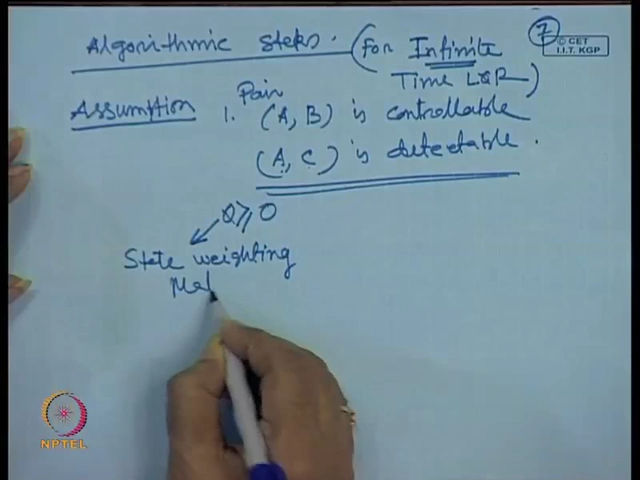 Algorithmic Steps. (For Infinite
Time LQR)
7
© CET
I.I.T. KGP
Assumption 1. Pair (A, B) is controllable
(A, C) is detectable.
Q ≥ 0
State weighting
Mat
NPTEL